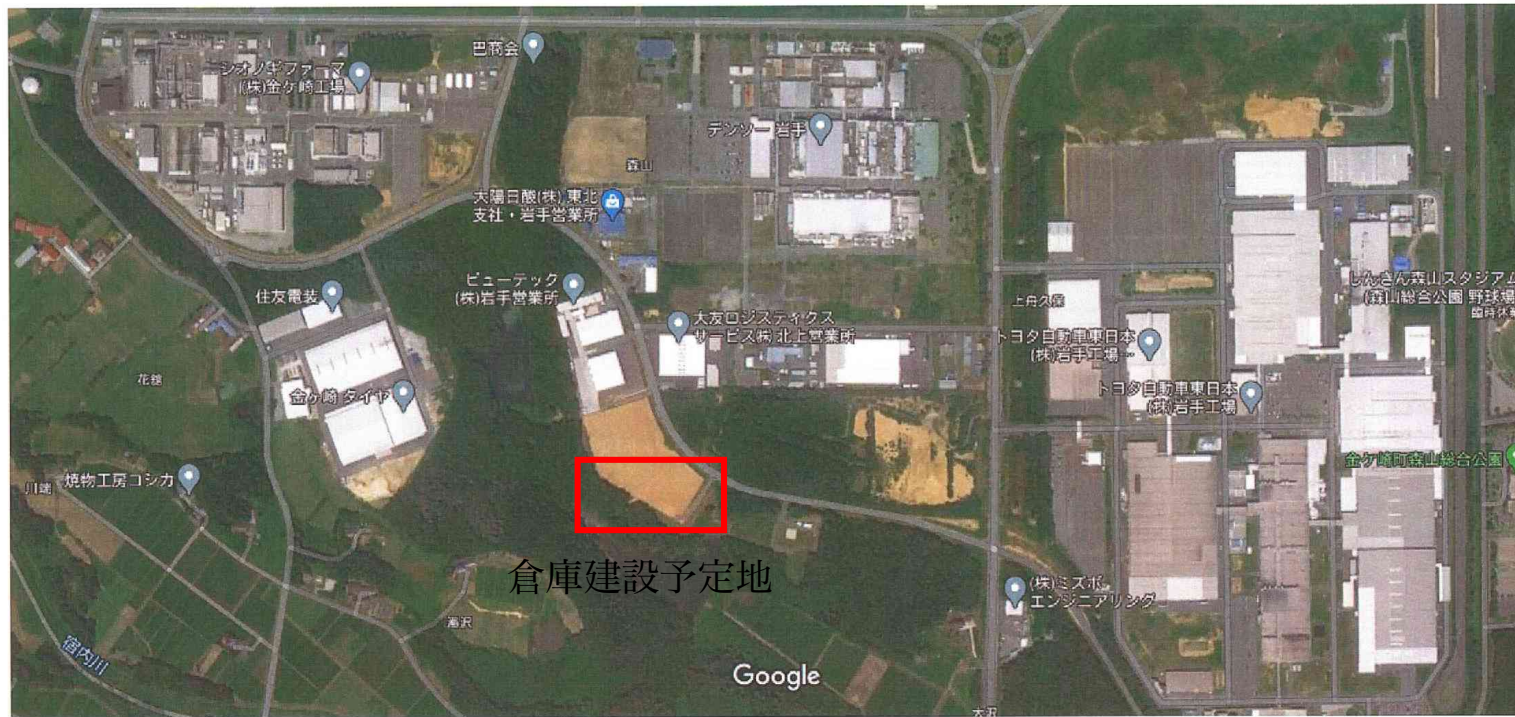 巴商会
シオノギファーマ
(株)金ケ崎工場
デンソー 岩手
森山
大陽日酸(株) 東北
支社・岩手営業所
ビューテック
(株)岩手営業所
住友電装
大友ロジスティクス
サービス(株) 北上営業所
上舟久保
しんきん森山スタジアム
(森山総合公園 野球場
臨時休業
トヨタ自動車東日本
(株)岩手工場…
花館
金ケ崎タイヤ
トヨタ自動車東日本
(株)岩手工場
金ケ崎町森山総合公園
焼物工房コシカ
川端
倉庫建設予定地
(株)ミズホ
エンジニアリング
宿内川
Google
大沢